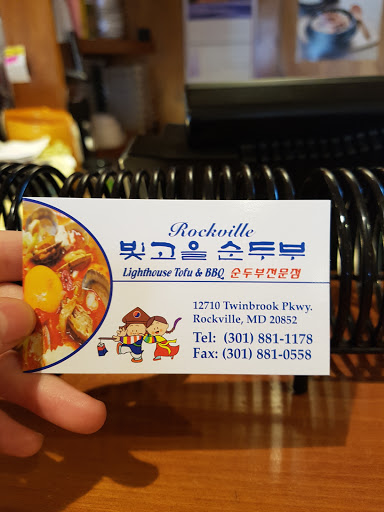 Rockville
빛고을 순두부
Lighthouse Tofu & BBQ 순두부전문점
12710 Twinbrook Pkwy.
Rockville, MD 20852
Tel: (301) 881-1178
Fax: (301) 881-0558